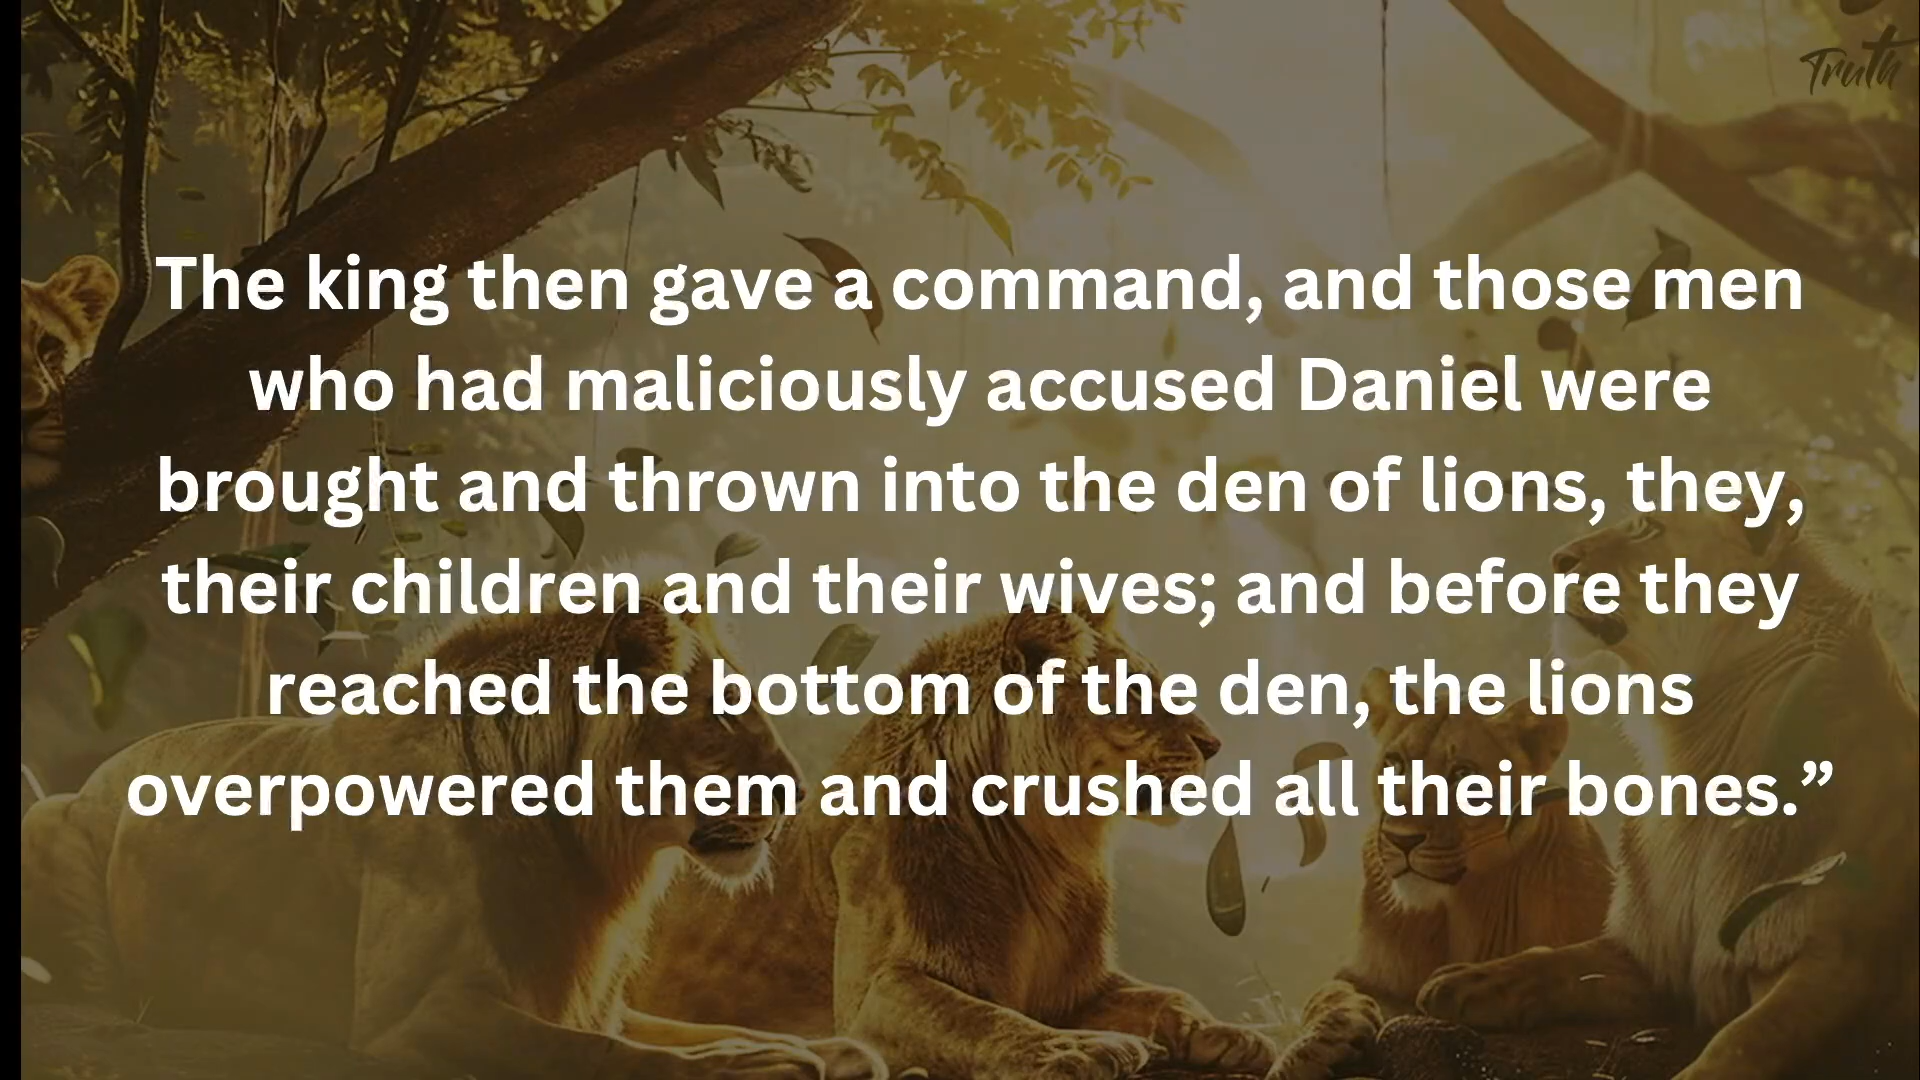 Truth
The king then gave a command, and those men
who had maliciously accused Daniel were
brought and thrown into the den of lions, they,
their children and their wives; and before they
reached the bottom of the den, the lions
overpowered them and crushed all their bones.”